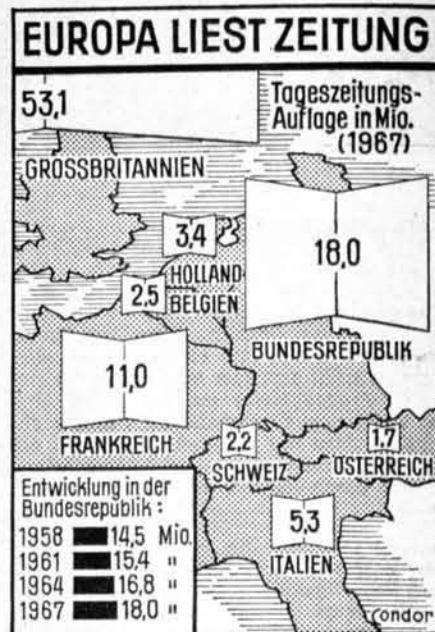 EUROPA LIEST ZEITUNG
53,1
Tageszeitungs-
Auflage in Mio.
(1967)
GROSSBRITANNIEN
3,4
18,0
HOLLAND
2,5
BELGIEN
BUNDESREPUBLIK
11,0
FRANKREICH
2,2
1,7
SCHWEIZ
ÖSTERREICH
5,3
ITALIEN
Entwicklung in der
Bundesrepublik:
1958 14,5 Mio.
1961 15,4 "
1964 16,8 "
1967 18,0 "
Condor